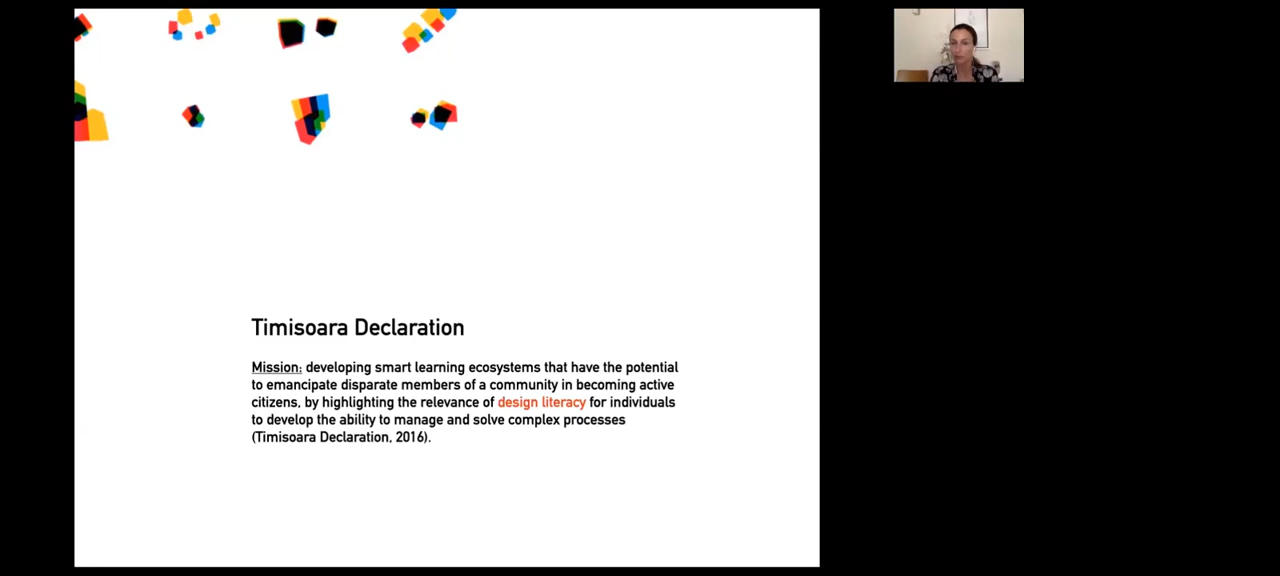 Timisoara Declaration
Mission: developing smart learning ecosystems that have the potential
to emancipate disparate members of a community in becoming active
citizens, by highlighting the relevance of design literacy for individuals
to develop the ability to manage and solve complex processes
(Timisoara Declaration, 2016).